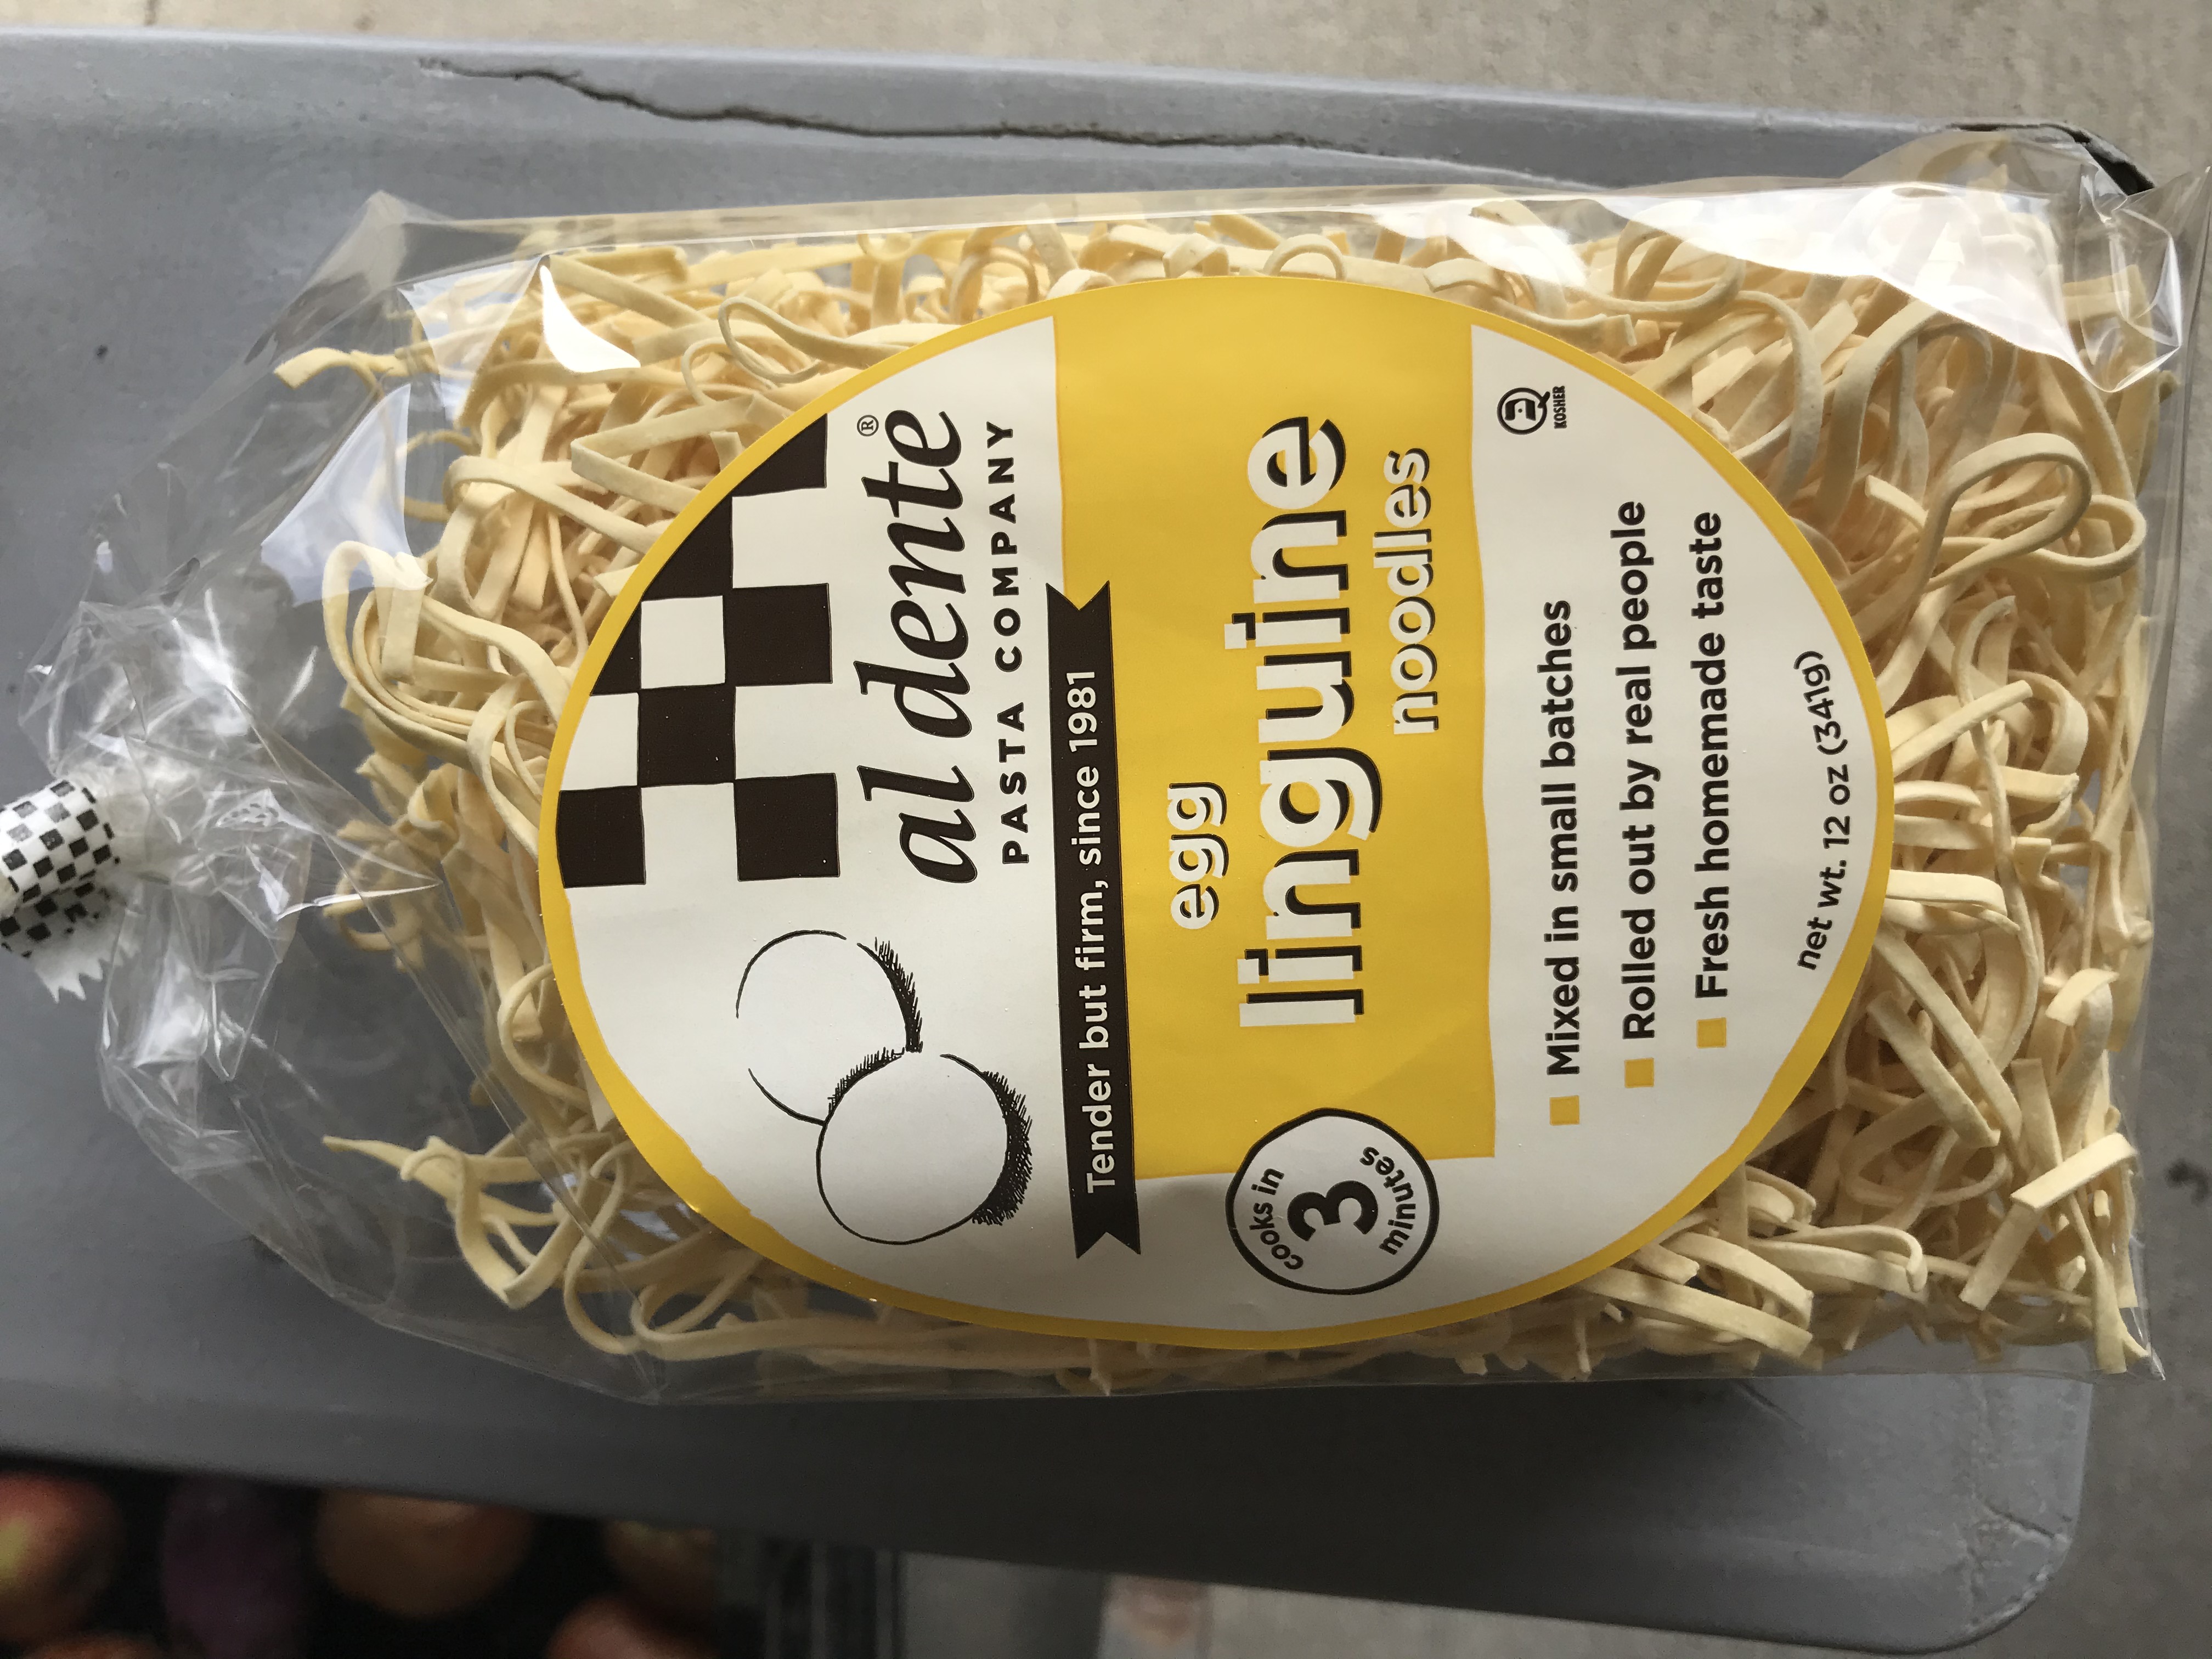 al dente®
PASTA COMPANY
Tender but firm, since 1981
egg
linguine
noodles
cooks in
3
minutes
KOSHER
Mixed in small batches
Rolled out by real people
Fresh homemade taste
net wt. 12 oz (341g)